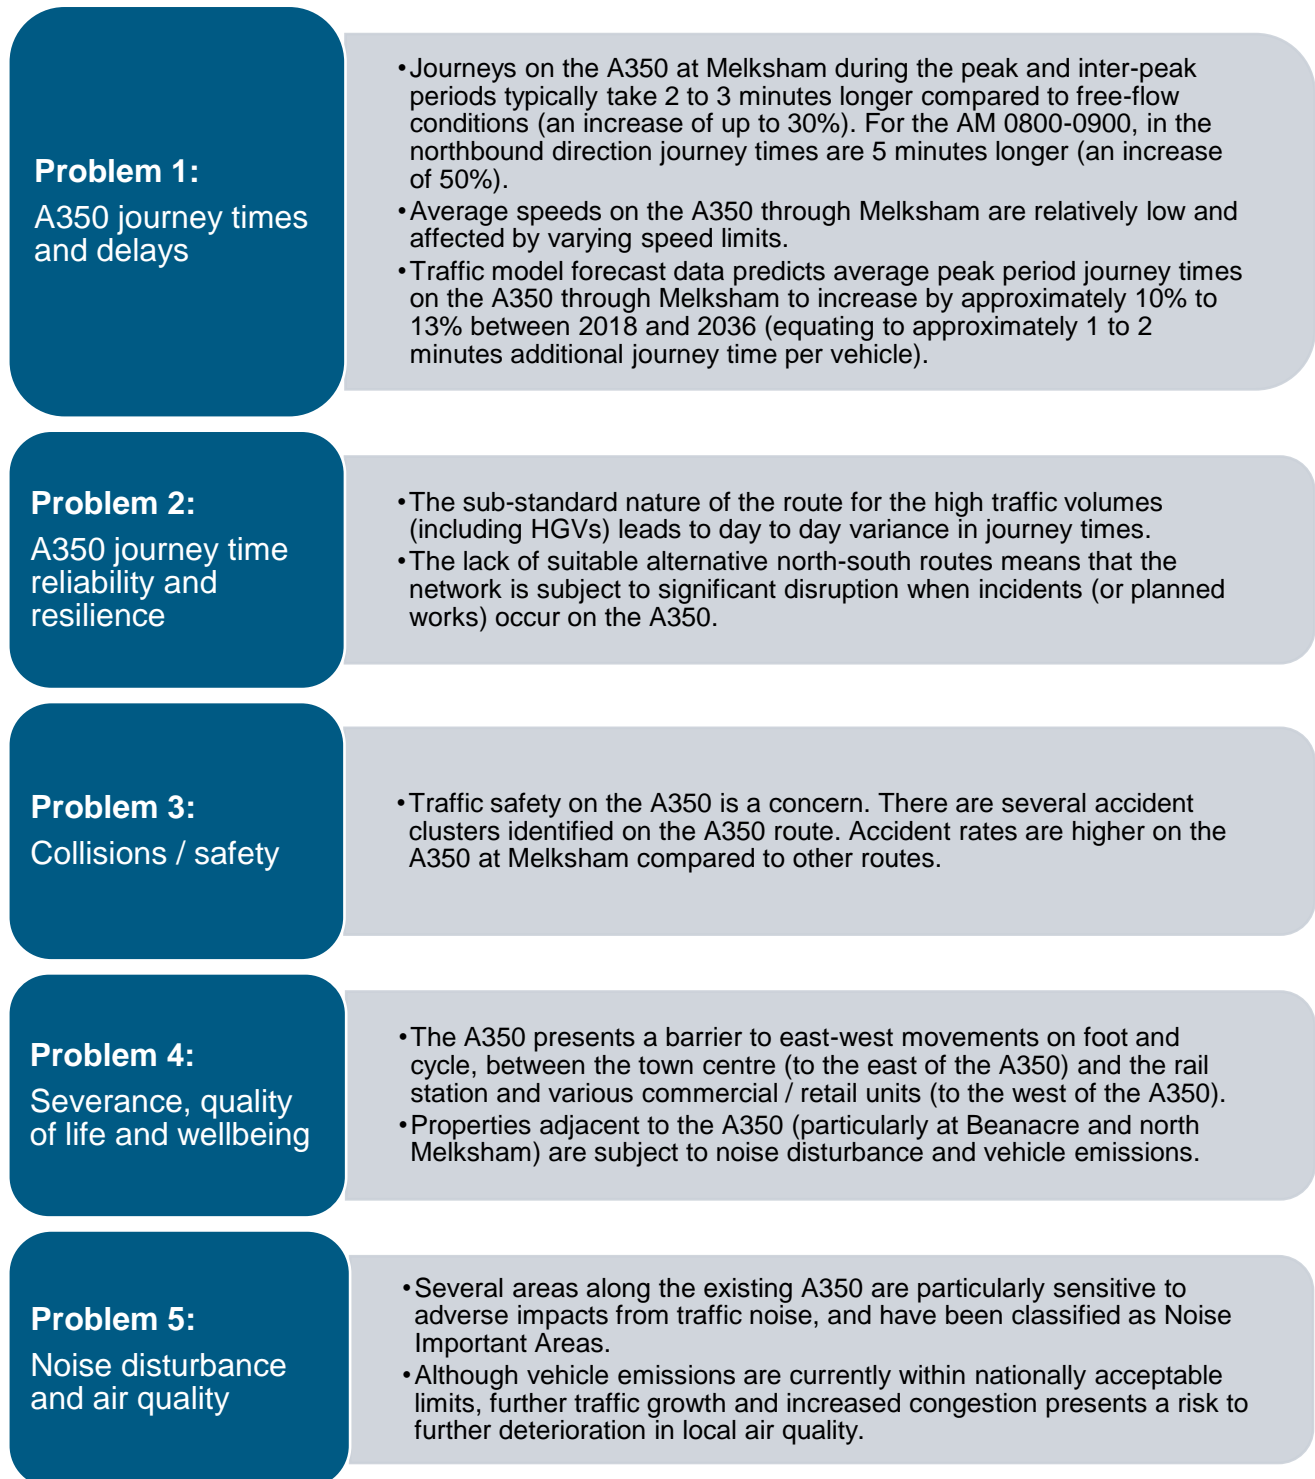 Problem 1:
A350 journey times
and delays
•Journeys on the A350 at Melksham during the peak and inter-peak
periods typically take 2 to 3 minutes longer compared to free-flow
conditions (an increase of up to 30%). For the AM 0800-0900, in the
northbound direction journey times are 5 minutes longer (an increase
of 50%).
•Average speeds on the A350 through Melksham are relatively low and
affected by varying speed limits.
•Traffic model forecast data predicts average peak period journey times
on the A350 through Melksham to increase by approximately 10% to
13% between 2018 and 2036 (equating to approximately 1 to 2
minutes additional journey time per vehicle).
Problem 2:
A350 journey time
reliability and
resilience
•The sub-standard nature of the route for the high traffic volumes
(including HGVs) leads to day to day variance in journey times.
•The lack of suitable alternative north-south routes means that the
network is subject to significant disruption when incidents (or planned
works) occur on the A350.
Problem 3:
Collisions / safety
•Traffic safety on the A350 is a concern. There are several accident
clusters identified on the A350 route. Accident rates are higher on the
A350 at Melksham compared to other routes.
Problem 4:
Severance, quality
of life and wellbeing
•The A350 presents a barrier to east-west movements on foot and
cycle, between the town centre (to the east of the A350) and the rail
station and various commercial / retail units (to the west of the A350).
•Properties adjacent to the A350 (particularly at Beanacre and north
Melksham) are subject to noise disturbance and vehicle emissions.
Problem 5:
Noise disturbance
and air quality
•Several areas along the existing A350 are particularly sensitive to
adverse impacts from traffic noise, and have been classified as Noise
Important Areas.
•Although vehicle emissions are currently within nationally acceptable
limits, further traffic growth and increased congestion presents a risk to
further deterioration in local air quality.